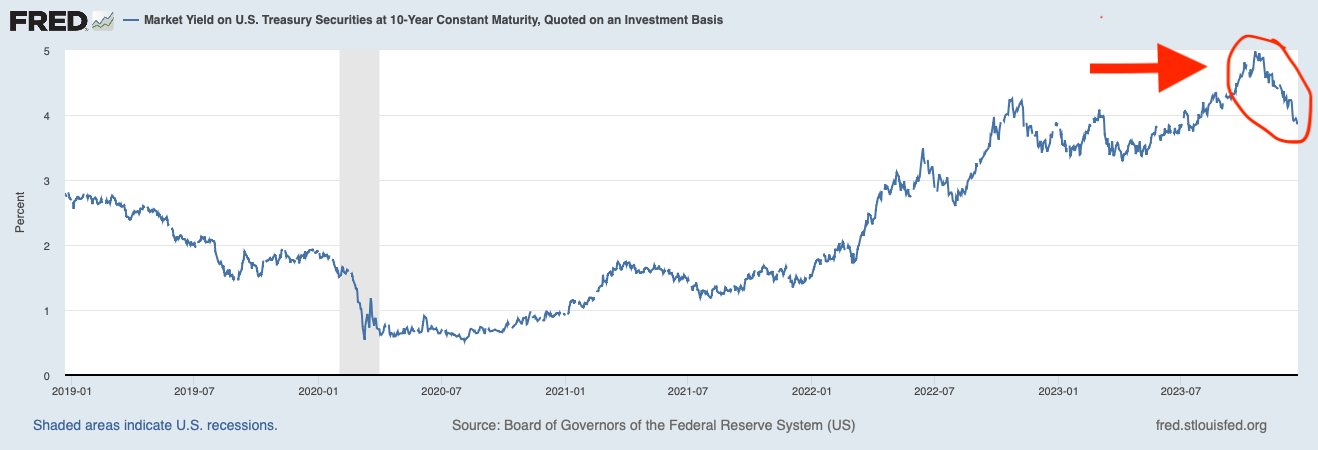 FRED Market Yield on U.S. Treasury Securities at 10-Year Constant Maturity, Quoted on an Investment Basis
Percent
5
4
3
2
1
0
2019-01 2019-07 2020-01 2020-07 2021-01 2021-07 2022-01 2022-07 2023-01 2023-07
Shaded areas indicate U.S. recessions. Source: Board of Governors of the Federal Reserve System (US) fred.stlouisfed.org